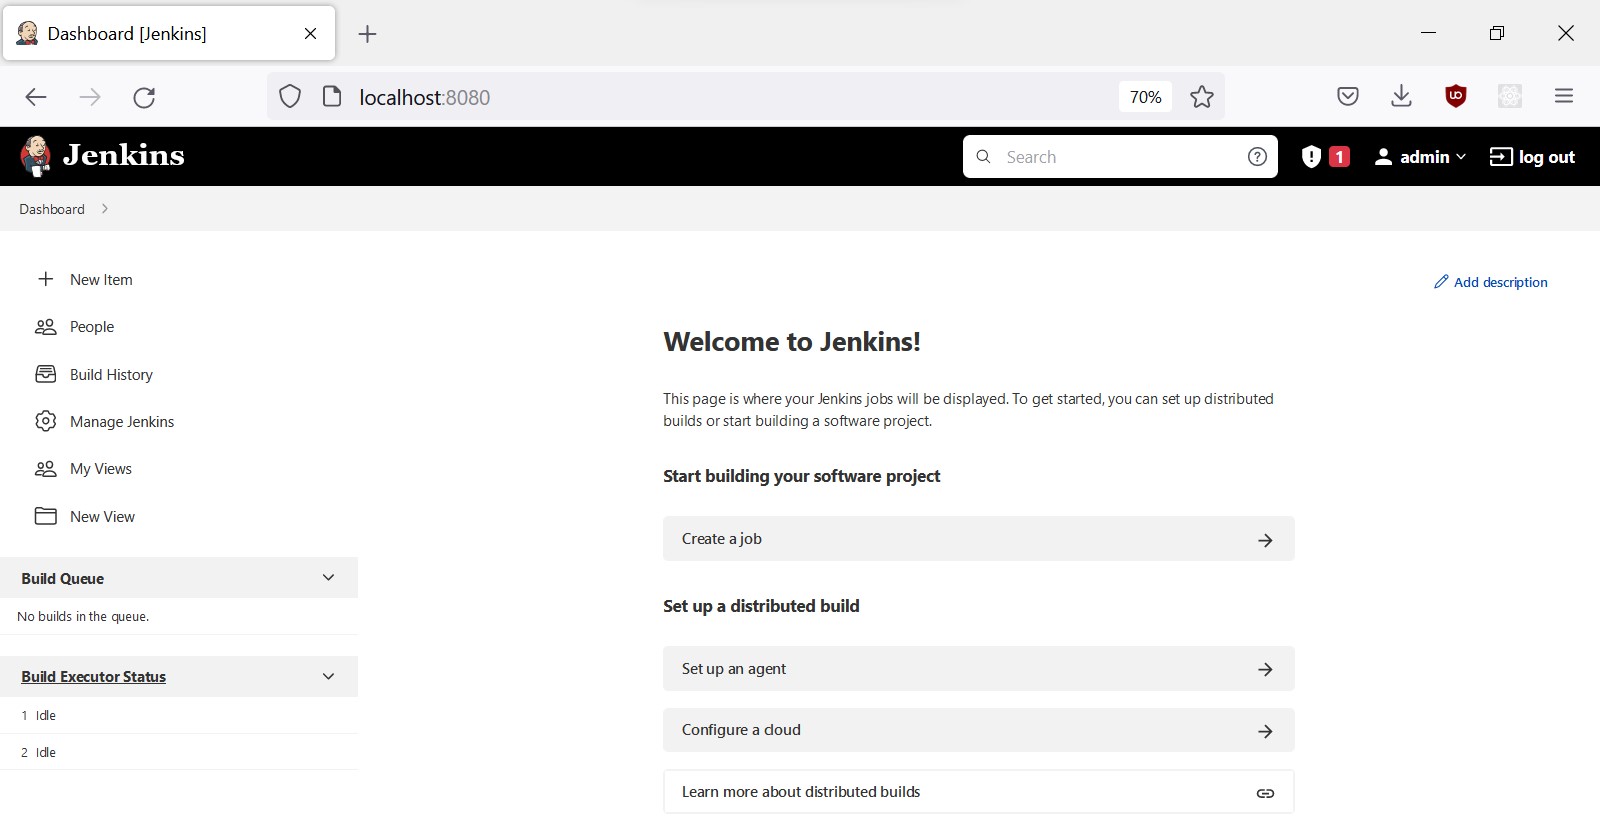 Dashboard [Jenkins]
localhost:8080
70%
Jenkins
Search
1
admin
log out
Dashboard
New Item
People
Build History
Manage Jenkins
My Views
New View
Build Queue
No builds in the queue.
Build Executor Status
1 Idle
2 Idle
Add description
Welcome to Jenkins!
This page is where your Jenkins jobs will be displayed. To get started, you can set up distributed
builds or start building a software project.
Start building your software project
Create a job
Set up a distributed build
Set up an agent
Configure a cloud
Learn more about distributed builds